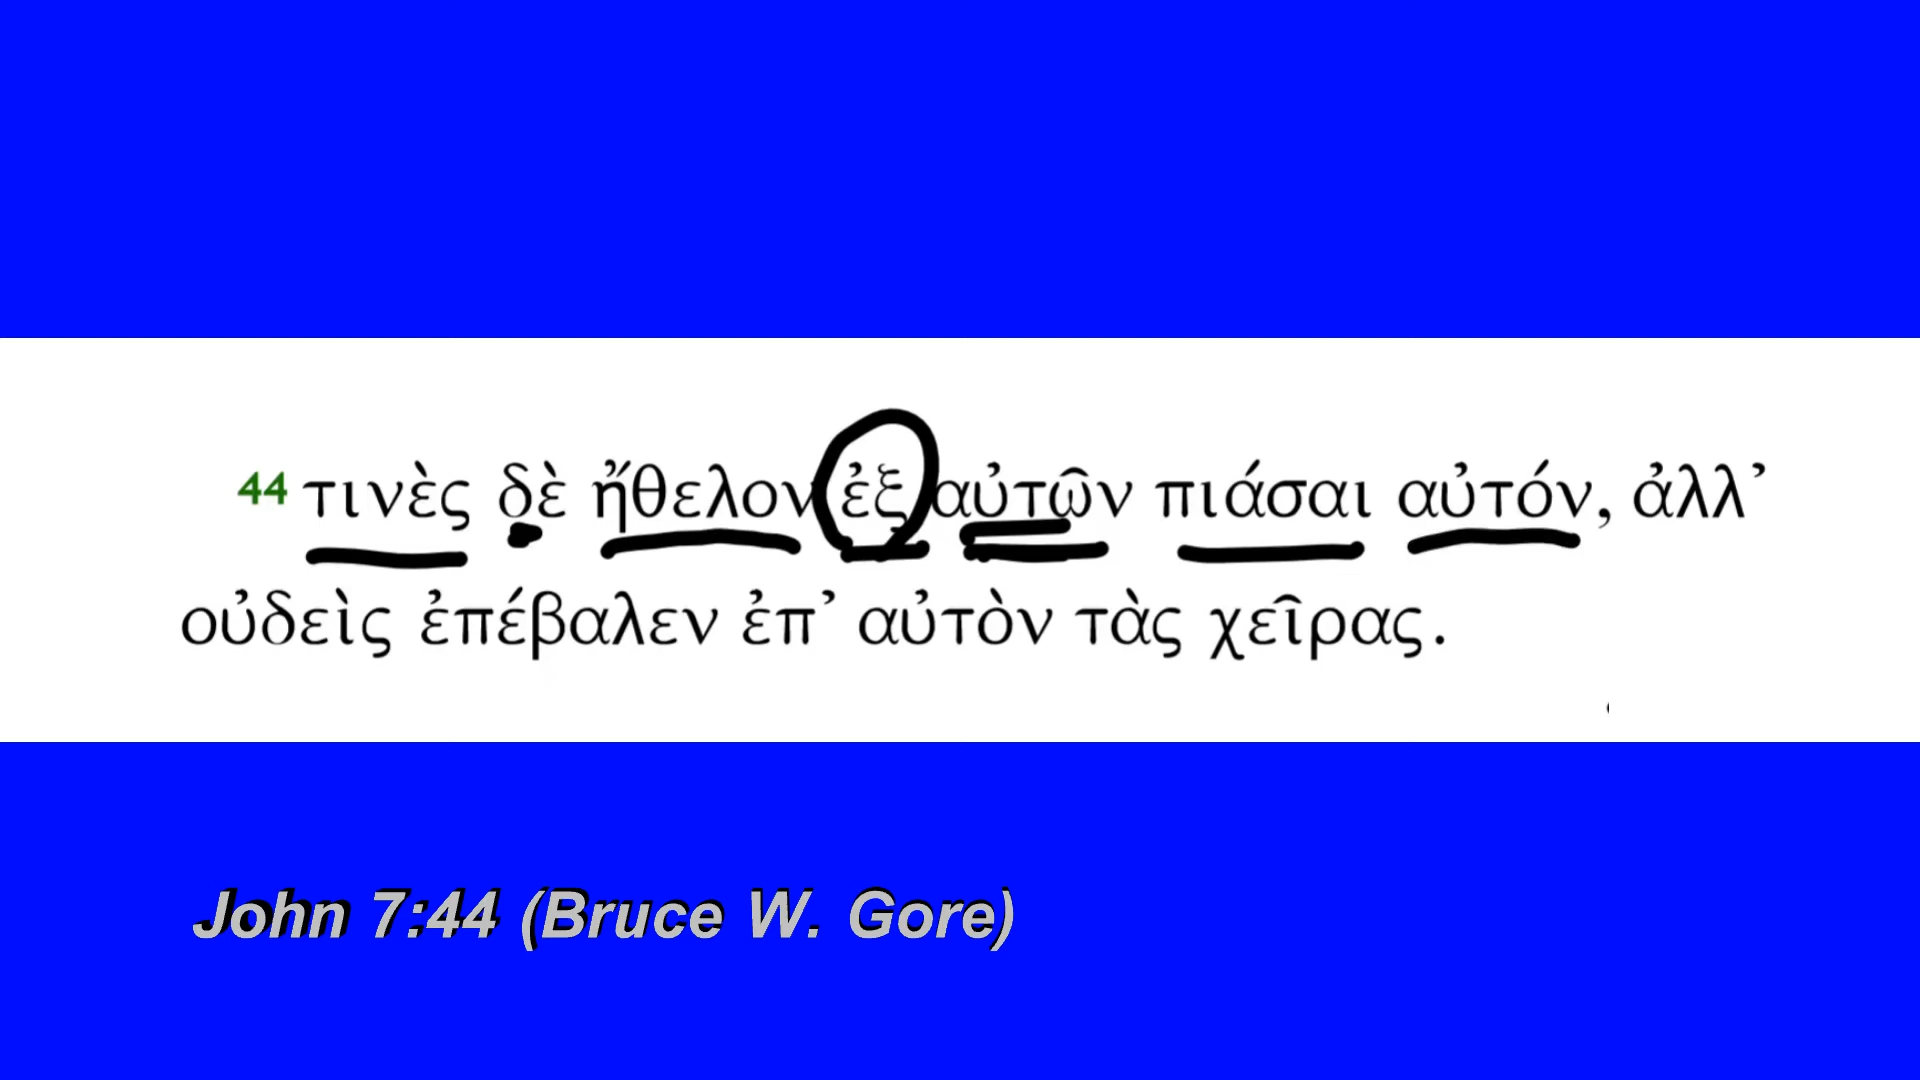 44 τινὲς δὲ ἤθελον ἐξ αὐτῶν πιάσαι αὐτόν, ἀλλ’
οὐδεὶς ἐπέβαλεν ἐπ’ αὐτὸν τὰς χεῖρας.
John 7:44 (Bruce W. Gore)